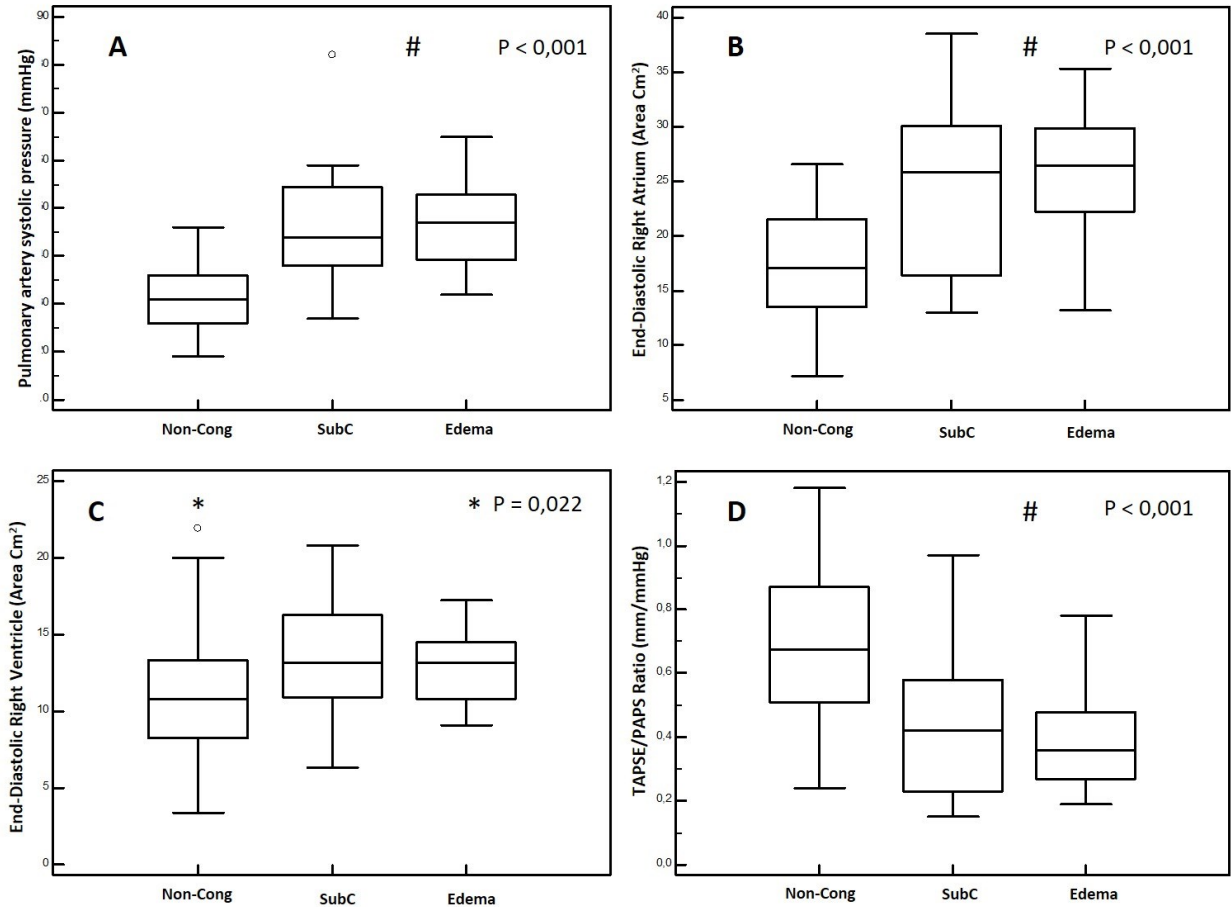 Pulmonary artery systolic pressure (mmHg)
90
A
#
P < 0,001
Non-Cong
SubC
Edema
End-Diastolic Right Atrium (Area Cm²)
40
35
30
25
20
15
10
5
B
#
P < 0,001
Non-Cong
SubC
Edema
End-Diastolic Right Ventricle (Area Cm²)
25
20
15
10
5
0
C
*
* P = 0,022
Non-Cong
SubC
Edema
TAPSE/PAPS Ratio (mm/mmHg)
1,2
1,0
0,8
0,6
0,4
0,2
0,0
D
#
P < 0,001
Non-Cong
SubC
Edema